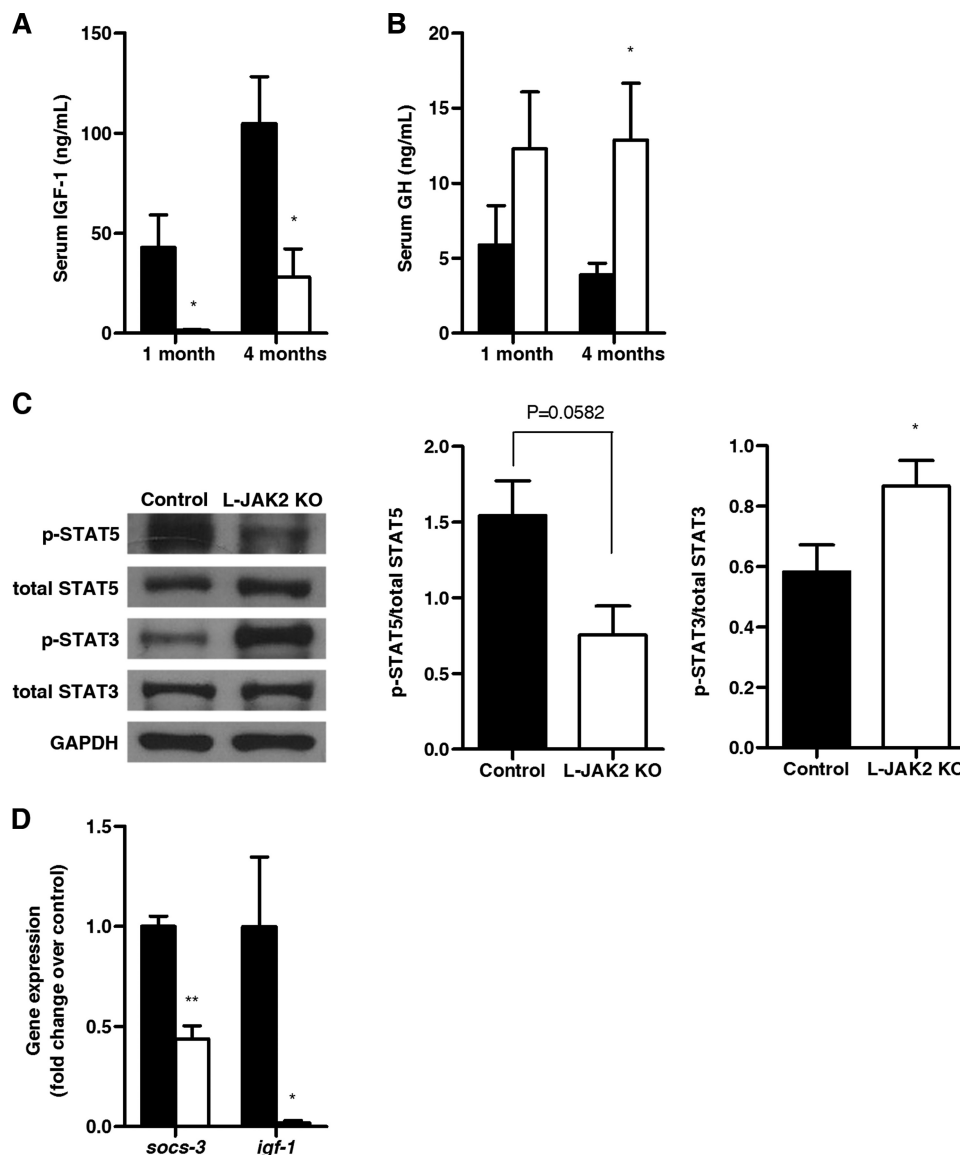 A
150
100
50
0
Serum IGF-1 (ng/mL)
*
*
1 month
4 months
B
20
15
10
5
0
Serum GH (ng/mL)
*
1 month
4 months
C
Control
L-JAK2 KO
p-STAT5
total STAT5
p-STAT3
total STAT3
GAPDH
P=0.0582
2.0
1.5
1.0
0.5
0.0
p-STAT5/total STAT5
Control
L-JAK2 KO
*
1.0
0.8
0.6
0.4
0.2
0.0
p-STAT3/total STAT3
Control
L-JAK2 KO
D
1.5
1.0
0.5
0.0
Gene expression
(fold change over control)
**
*
socs-3
igf-1